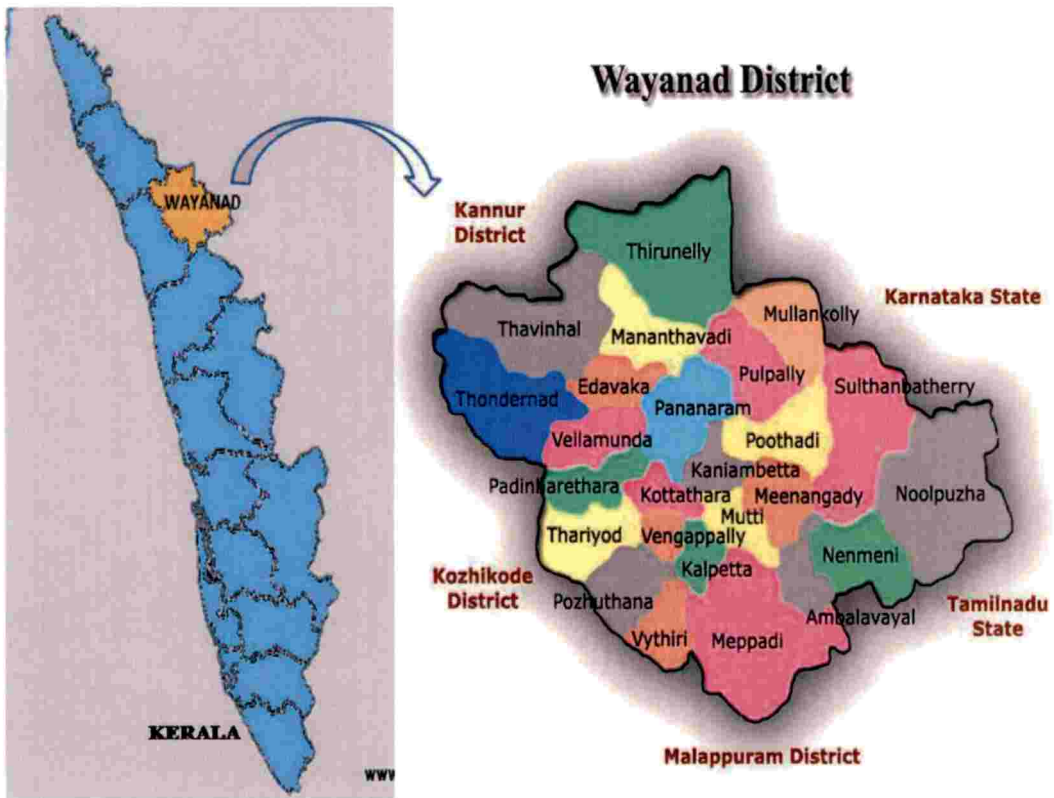 WAYANAD
KERALA
www
Wayanad District
Kannur
District
Karnataka State
Thirunelly
Mullankolly
Thavinhal
Mananthavadi
Pulpally
Sulthanbatherry
Edavaka
Thondernad
Pananaram
Vellamunda
Poothadi
Kaniambetta
Padinharethara
Kottathara
Meenangady
Noolpuzha
Mutti
Thariyod
Vengappally
Nenmeni
Kalpetta
Kozhikode
District
Pozhuthana
Ambalavayal
Tamilnadu
State
Vythiri
Meppadi
Malappuram District